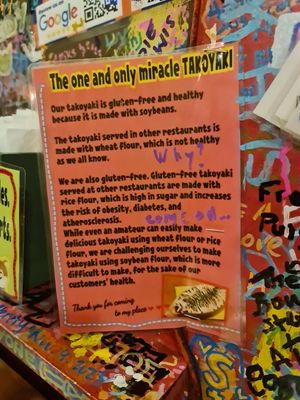 Google
The one and only miracle TAKOYAKI
Our takoyaki is gluten-free and healthy
because it is made with soybeans.
The takoyaki served in other restaurants is
made with wheat flour, which is not healthy
as we all know.
Why?
We are also gluten-free. Gluten-free takoyaki
served at other restaurants are made with
rice flour, which is high in sugar and increases
the risk of obesity, diabetes, and
atherosclerosis.
come on...
While even an amateur can easily make
delicious takoyaki using wheat flour or rice
flour, we are challenging ourselves to make
takoyaki using soybean flour, which is more
difficult to make, for the sake of our
customers' health.
Thank you for coming
to my place